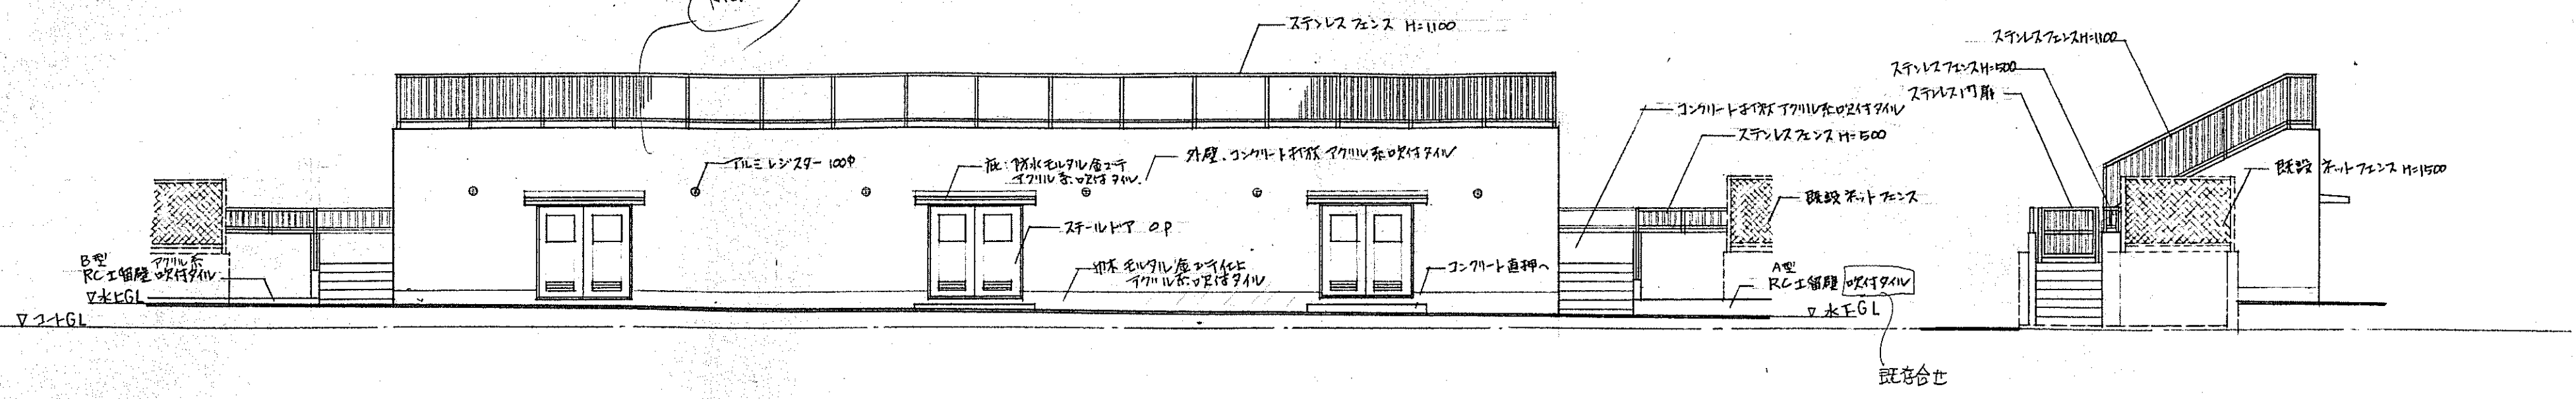 ステンレスフェンス H=1,100
ステンレスフェンスH=1100
ステンレスフェンスH=500
ステンレス門扉
コンクリート打放アクリル系吹付タイル
ステンレスフェンス H=500
アルミレジスター 100Φ
庇:防水モルタル金ゴテ
アクリル系吹付タイル
外壁.コンクリート打放 アクリル系吹付タイル
既設 ネットフェンス H=1500
既設ネットフェンス
スチールドア O.P
巾木 モルタル金ゴテ仕上
アクリル系吹付タイル
コンクリート直押へ
B型
RC土留壁
アクリル系
吹付タイル
▽水上GL
A型
RC土留壁 吹付タイル
▽水下GL
▽コートGL
既存合せ